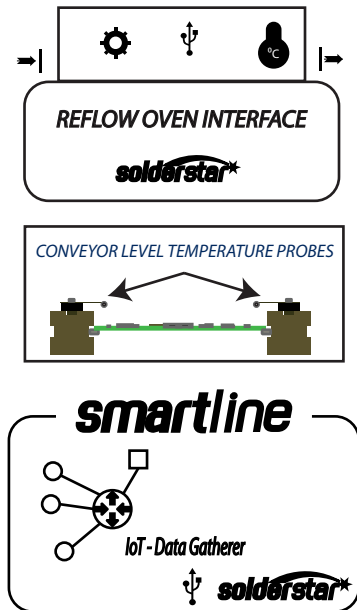 °C
REFLOW OVEN INTERFACE
solderstar
CONVEYOR LEVEL TEMPERATURE PROBES
smartline
IoT - Data Gatherer
solderstar